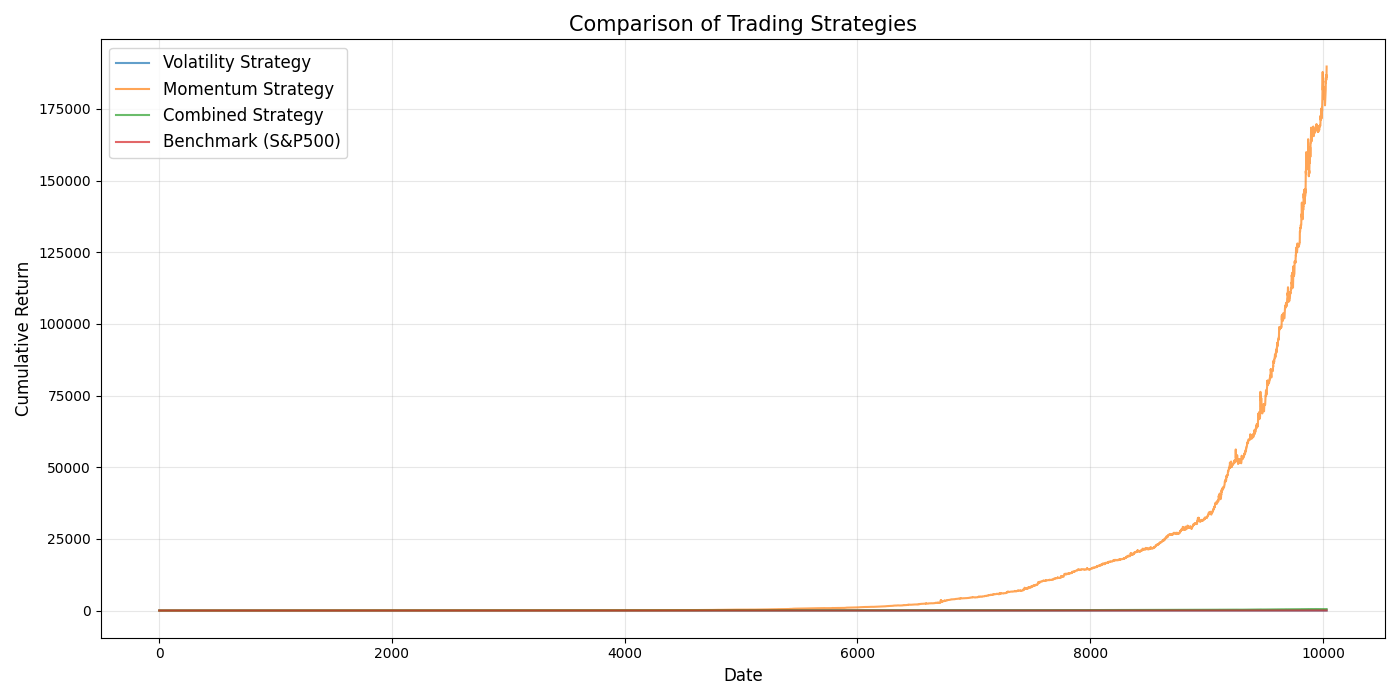 Comparison of Trading Strategies
Volatility Strategy
Momentum Strategy
Combined Strategy
Benchmark (S&P500)
175000
150000
125000
100000
75000
50000
25000
0
Cumulative Return
0 2000 4000 6000 8000 10000
Date